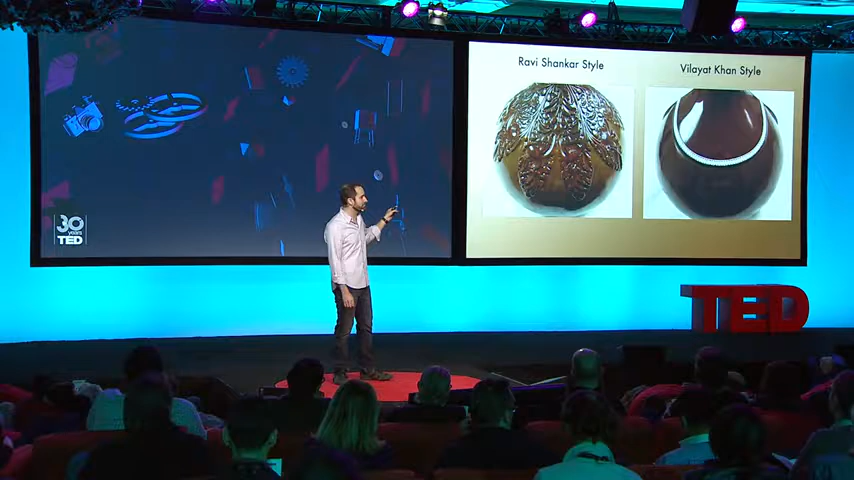 Ravi Shankar Style
Vilayat Khan Style
30
years
TED
TED